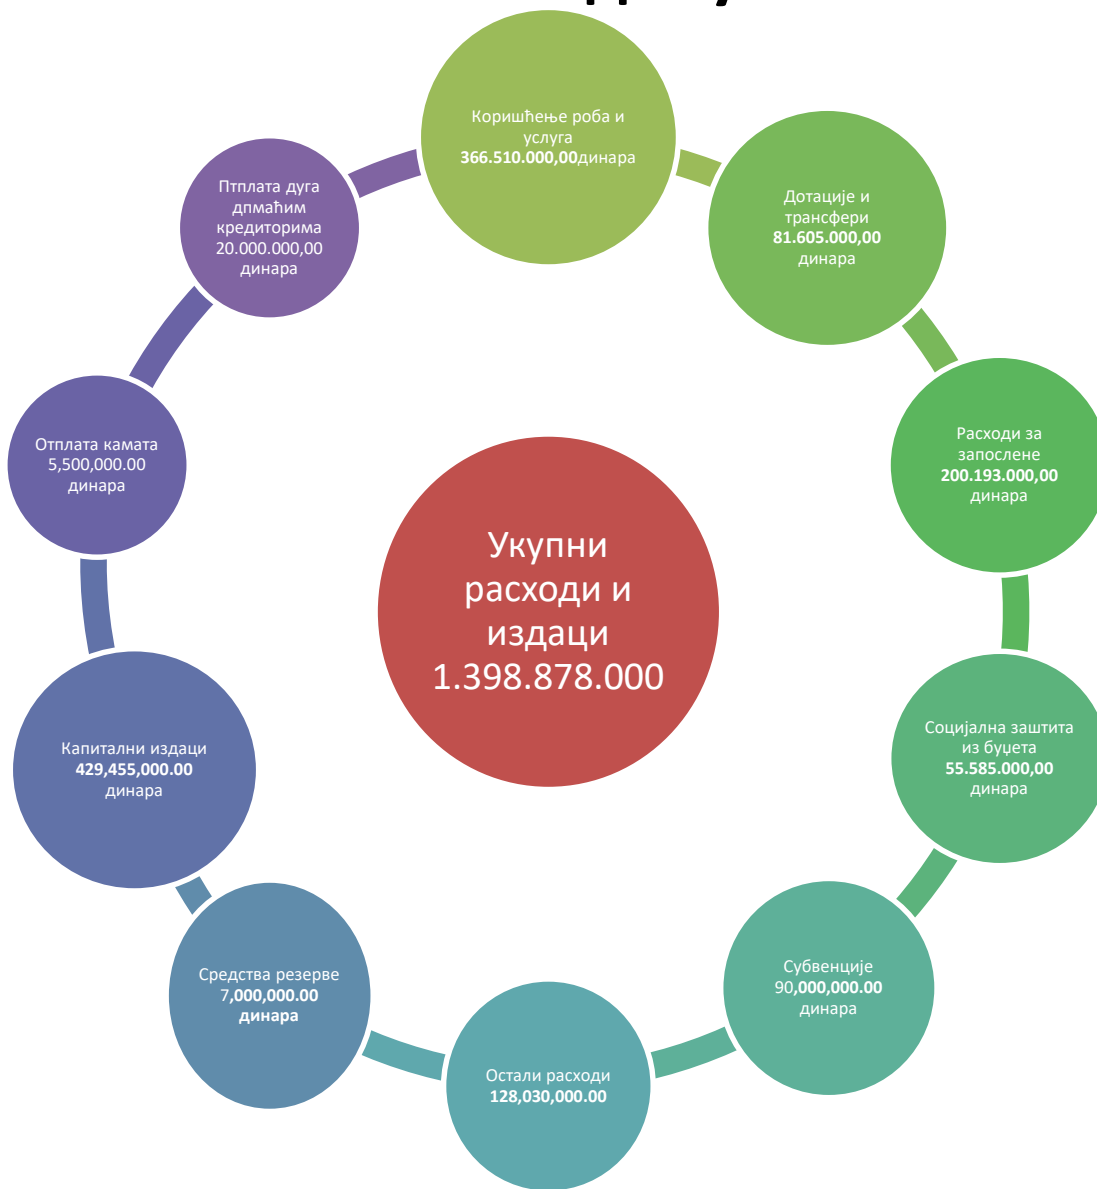 Коришћење роба и
услуга
366.510.000,00динара
Дотације и
трансфери
81.605.000,00
динара
Расходи за
запослене
200.193.000,00
динара
Социјална заштита
из буџета
55.585.000,00
динара
Субвенције
90,000,000.00
динара
Остали расходи
128,030,000.00
Средства резерве
7,000,000.00
динара
Капитални издаци
429,455,000.00
динара
Отплата камата
5,500,000.00
динара
Птплата дуга
дпмаћим
кредиторима
20.000.000,00
динара
Укупни
расходи и
издаци
1.398.878.000